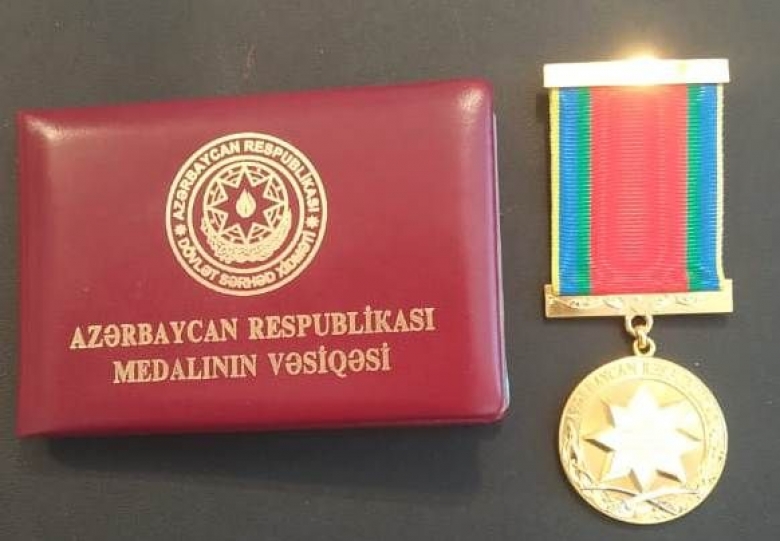 AZƏRBAYCAN RESPUBLİKASI
DÖVLƏT SƏRHƏD XİDMƏTİ
AZƏRBAYCAN RESPUBLİKASI
MEDALININ VƏSİQƏSİ